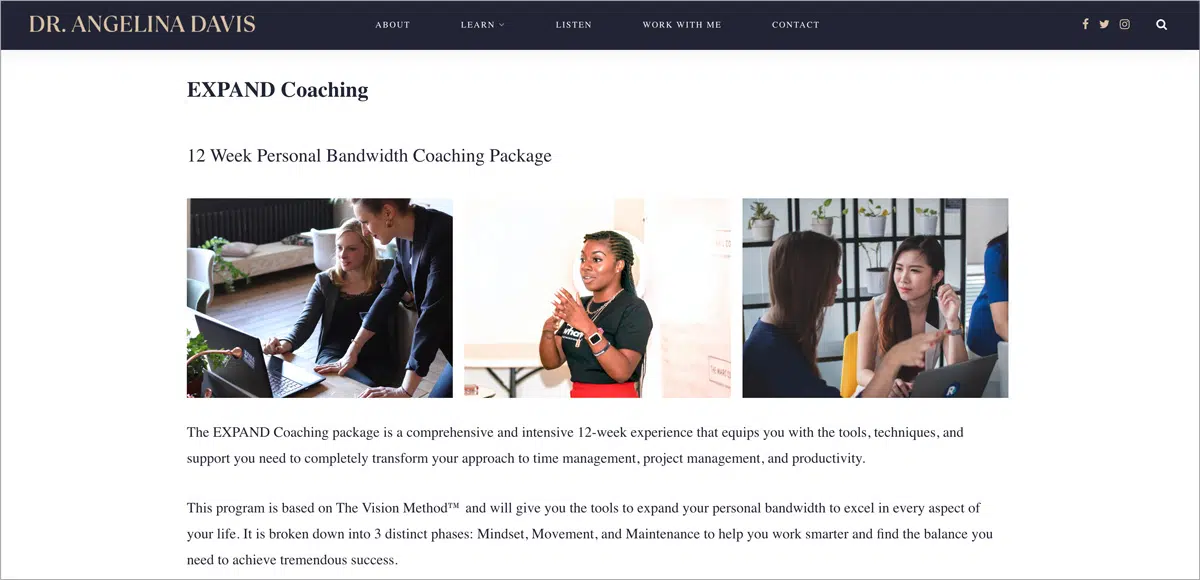 DR. ANGELINA DAVIS
ABOUT
LEARN
LISTEN
WORK WITH ME
CONTACT
EXPAND Coaching
12 Week Personal Bandwidth Coaching Package
The EXPAND Coaching package is a comprehensive and intensive 12-week experience that equips you with the tools, techniques, and
support you need to completely transform your approach to time management, project management, and productivity.
This program is based on The Vision Method™ and will give you the tools to expand your personal bandwidth to excel in every aspect of
your life. It is broken down into 3 distinct phases: Mindset, Movement, and Maintenance to help you work smarter and find the balance you
need to achieve tremendous success.